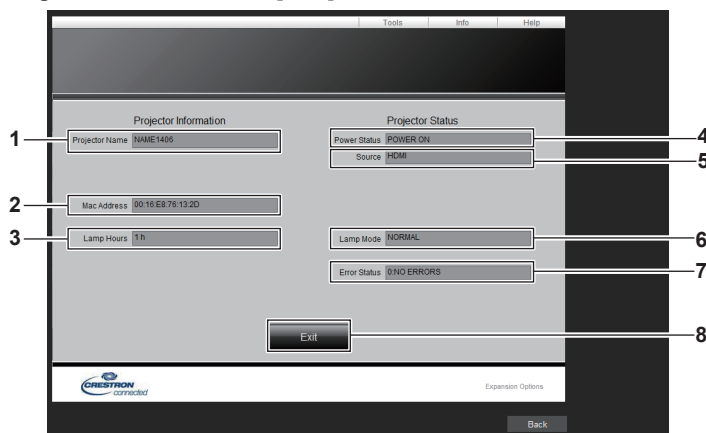 Tools Info Help
Projector Information Projector Status
1 Projector Name NAME1406 Power Status POWER ON 4
Source HDMI 5
2 Mac Address 00:16:E8:76:13:2D
3 Lamp Hours 1 h Lamp Mode NORMAL 6
Error Status 0:NO ERRORS 7
Exit 8
CRESTRON connected Expansion Options
Back